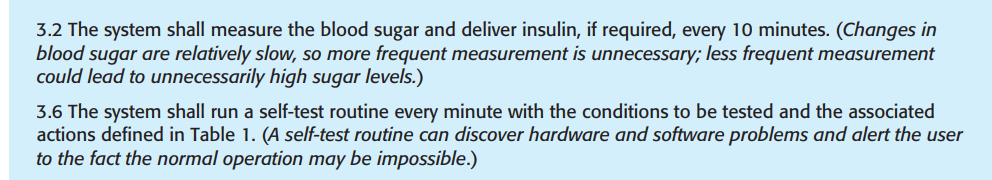 3.2 The system shall measure the blood sugar and deliver insulin, if required, every 10 minutes. (Changes in
blood sugar are relatively slow, so more frequent measurement is unnecessary; less frequent measurement
could lead to unnecessarily high sugar levels.)
3.6 The system shall run a self-test routine every minute with the conditions to be tested and the associated
actions defined in Table 1. (A self-test routine can discover hardware and software problems and alert the user
to the fact the normal operation may be impossible.)